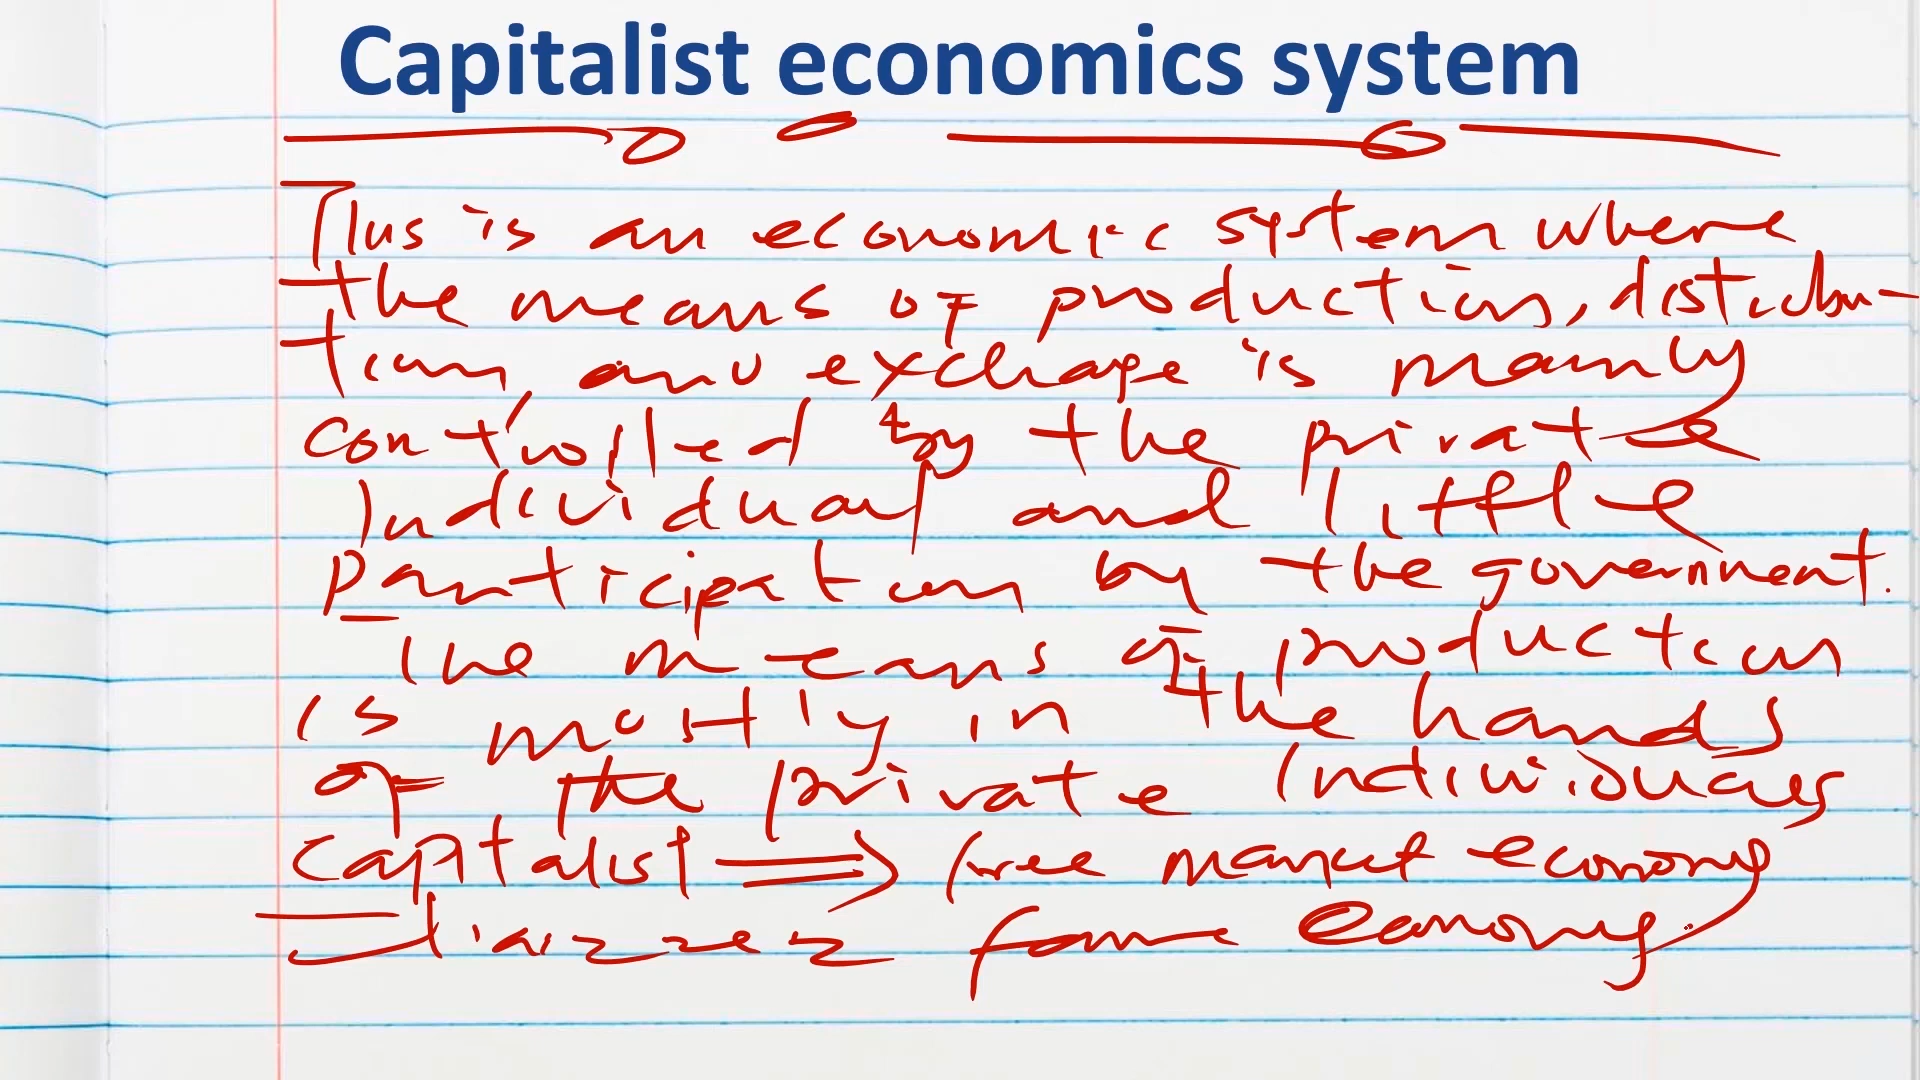 Capitalist economics system
This is an economic system where
the means of production, distribu-
tion, and exchange is mainly
controlled by the private
Individual and little
participation by the government.
The means of production
is mostly in the hands
of the private Individuals
Capitalist ⟹ free market economy
economy.